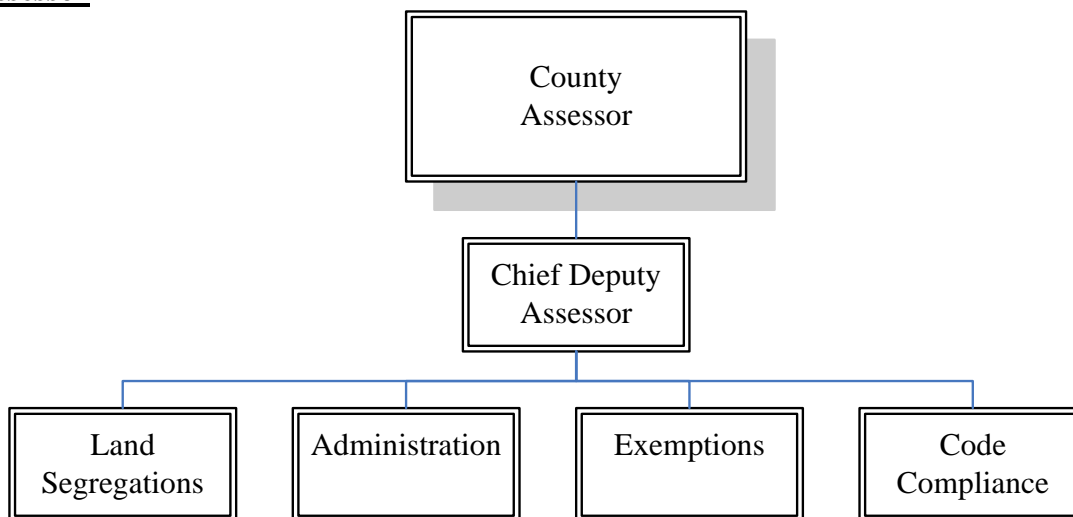 County
Assessor
Chief Deputy
Assessor
Land
Segregations
Administration
Exemptions
Code
Compliance